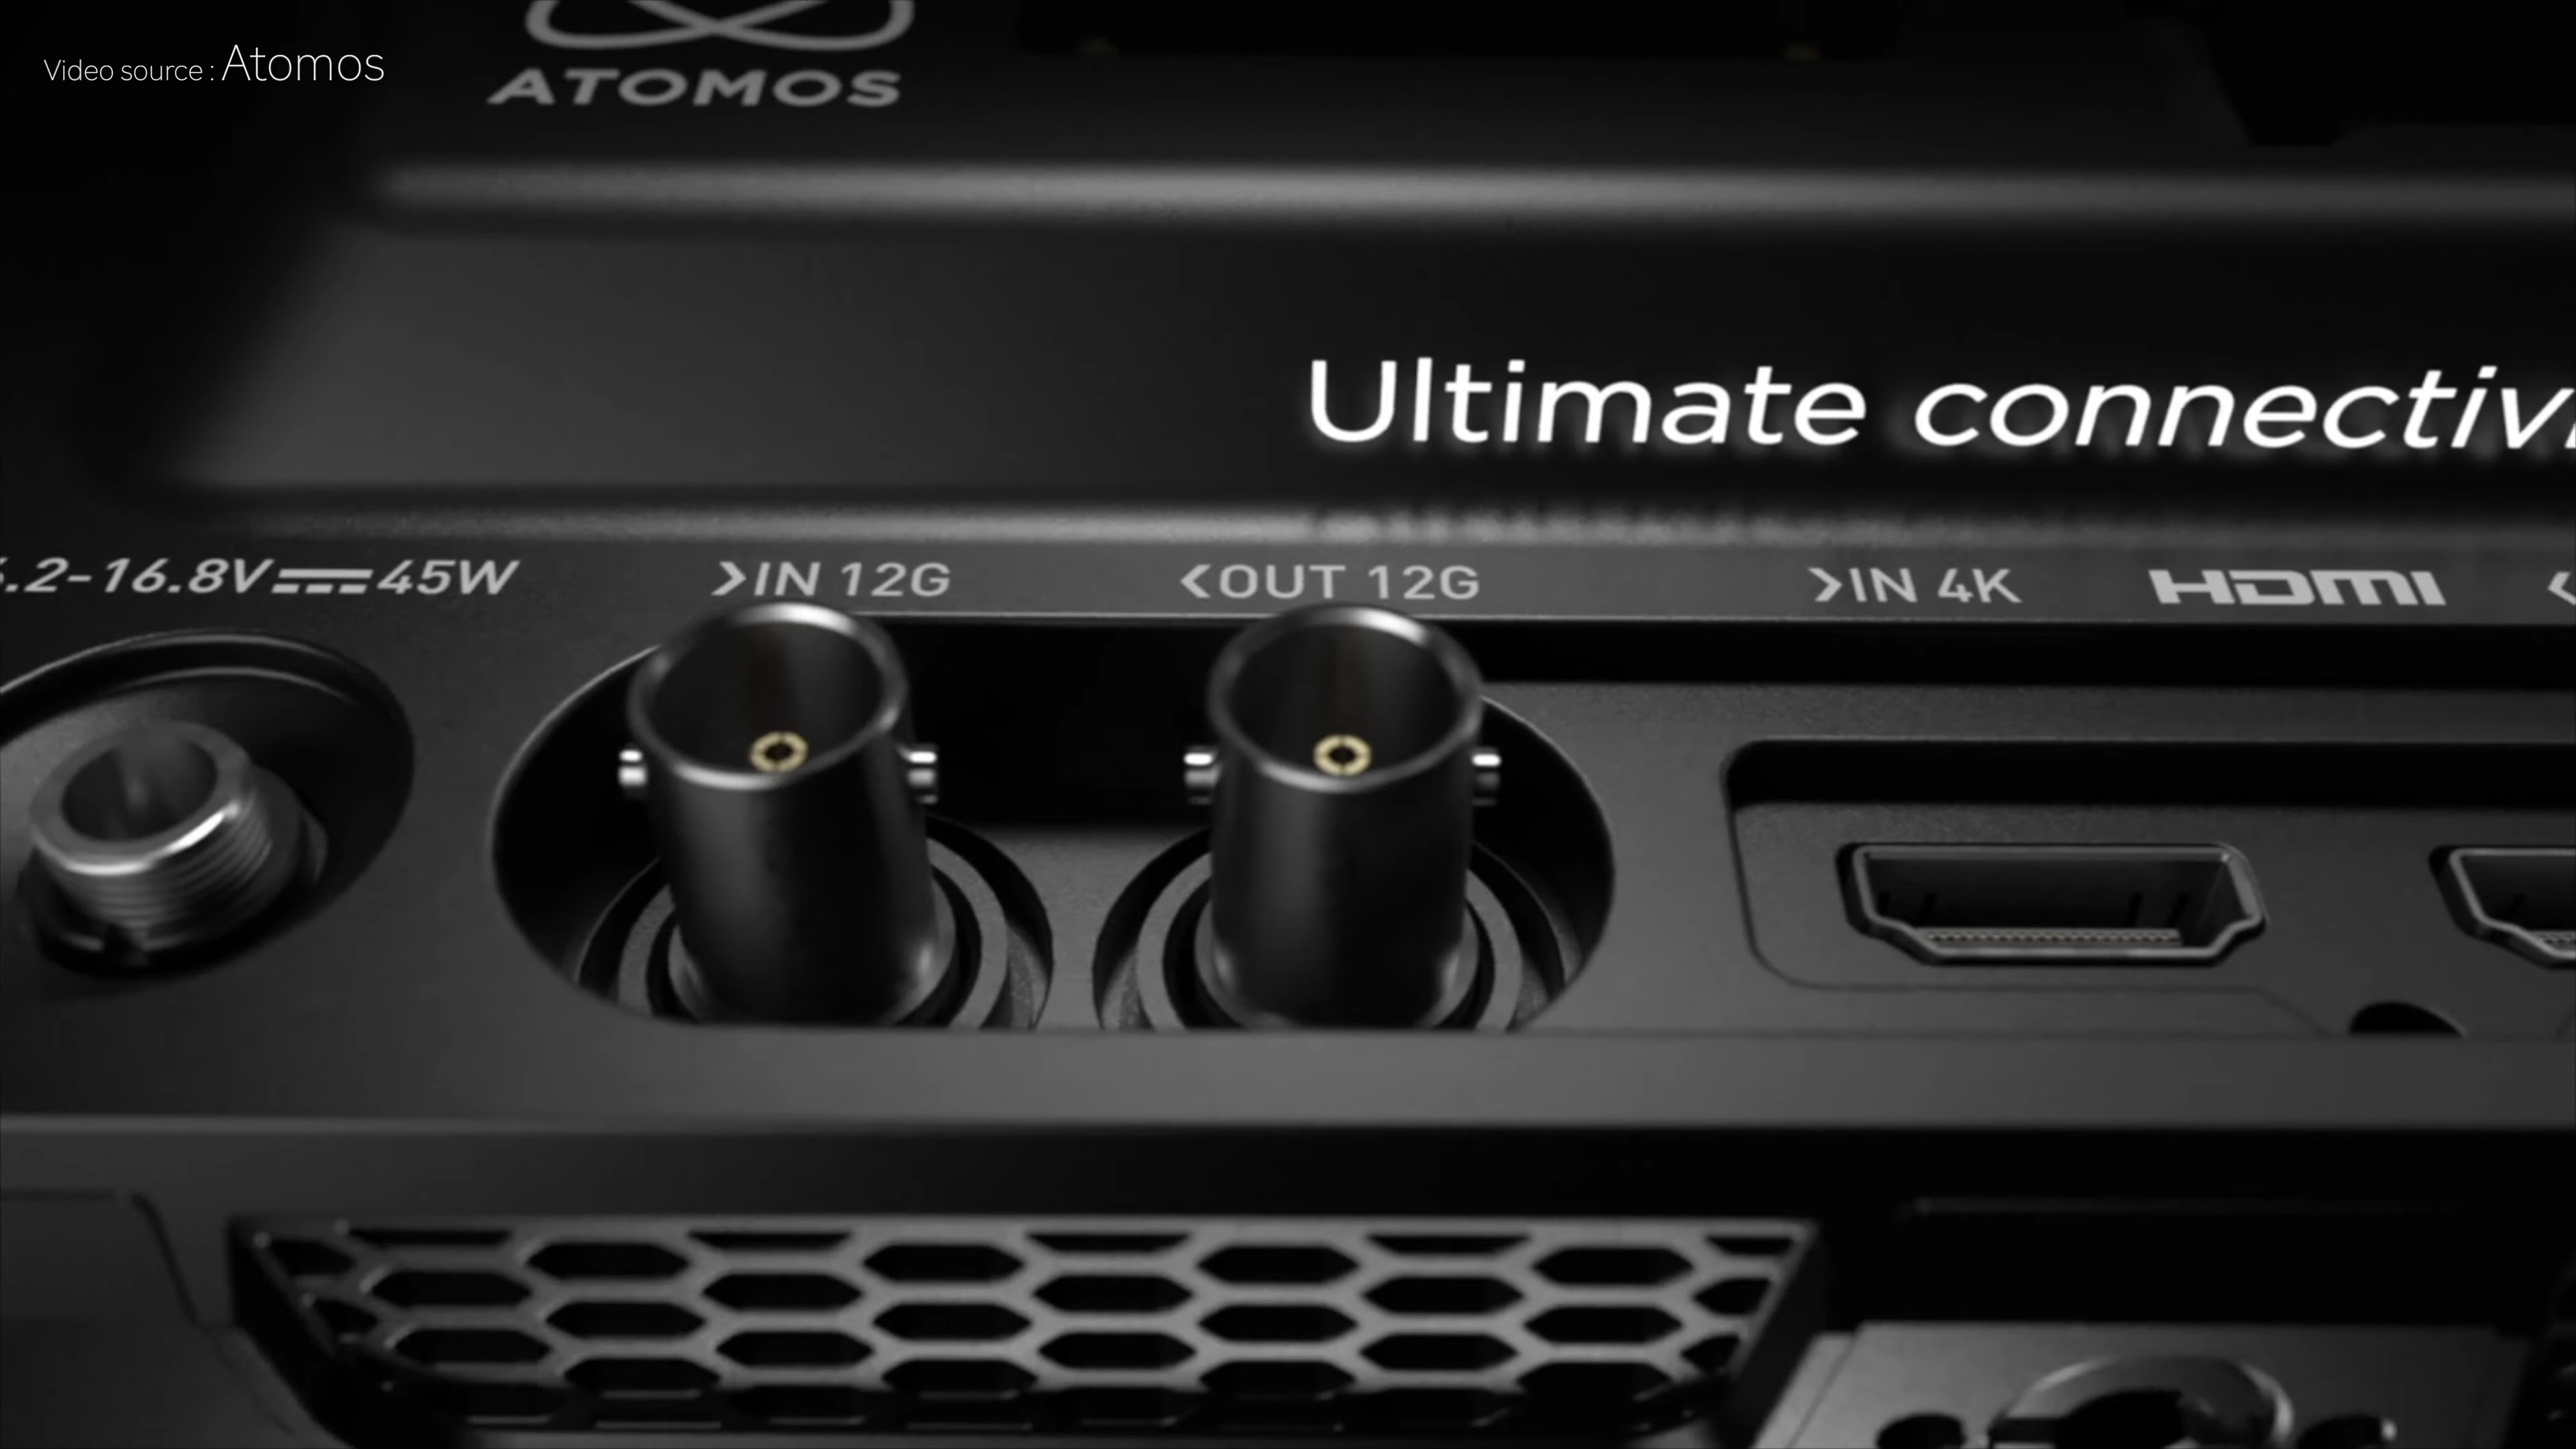 Video source : Atomos
ATOMOS
Ultimate connectiv
.2-16.8V⎓45W
>IN 12G
<OUT 12G
>IN 4K
HDMI
<